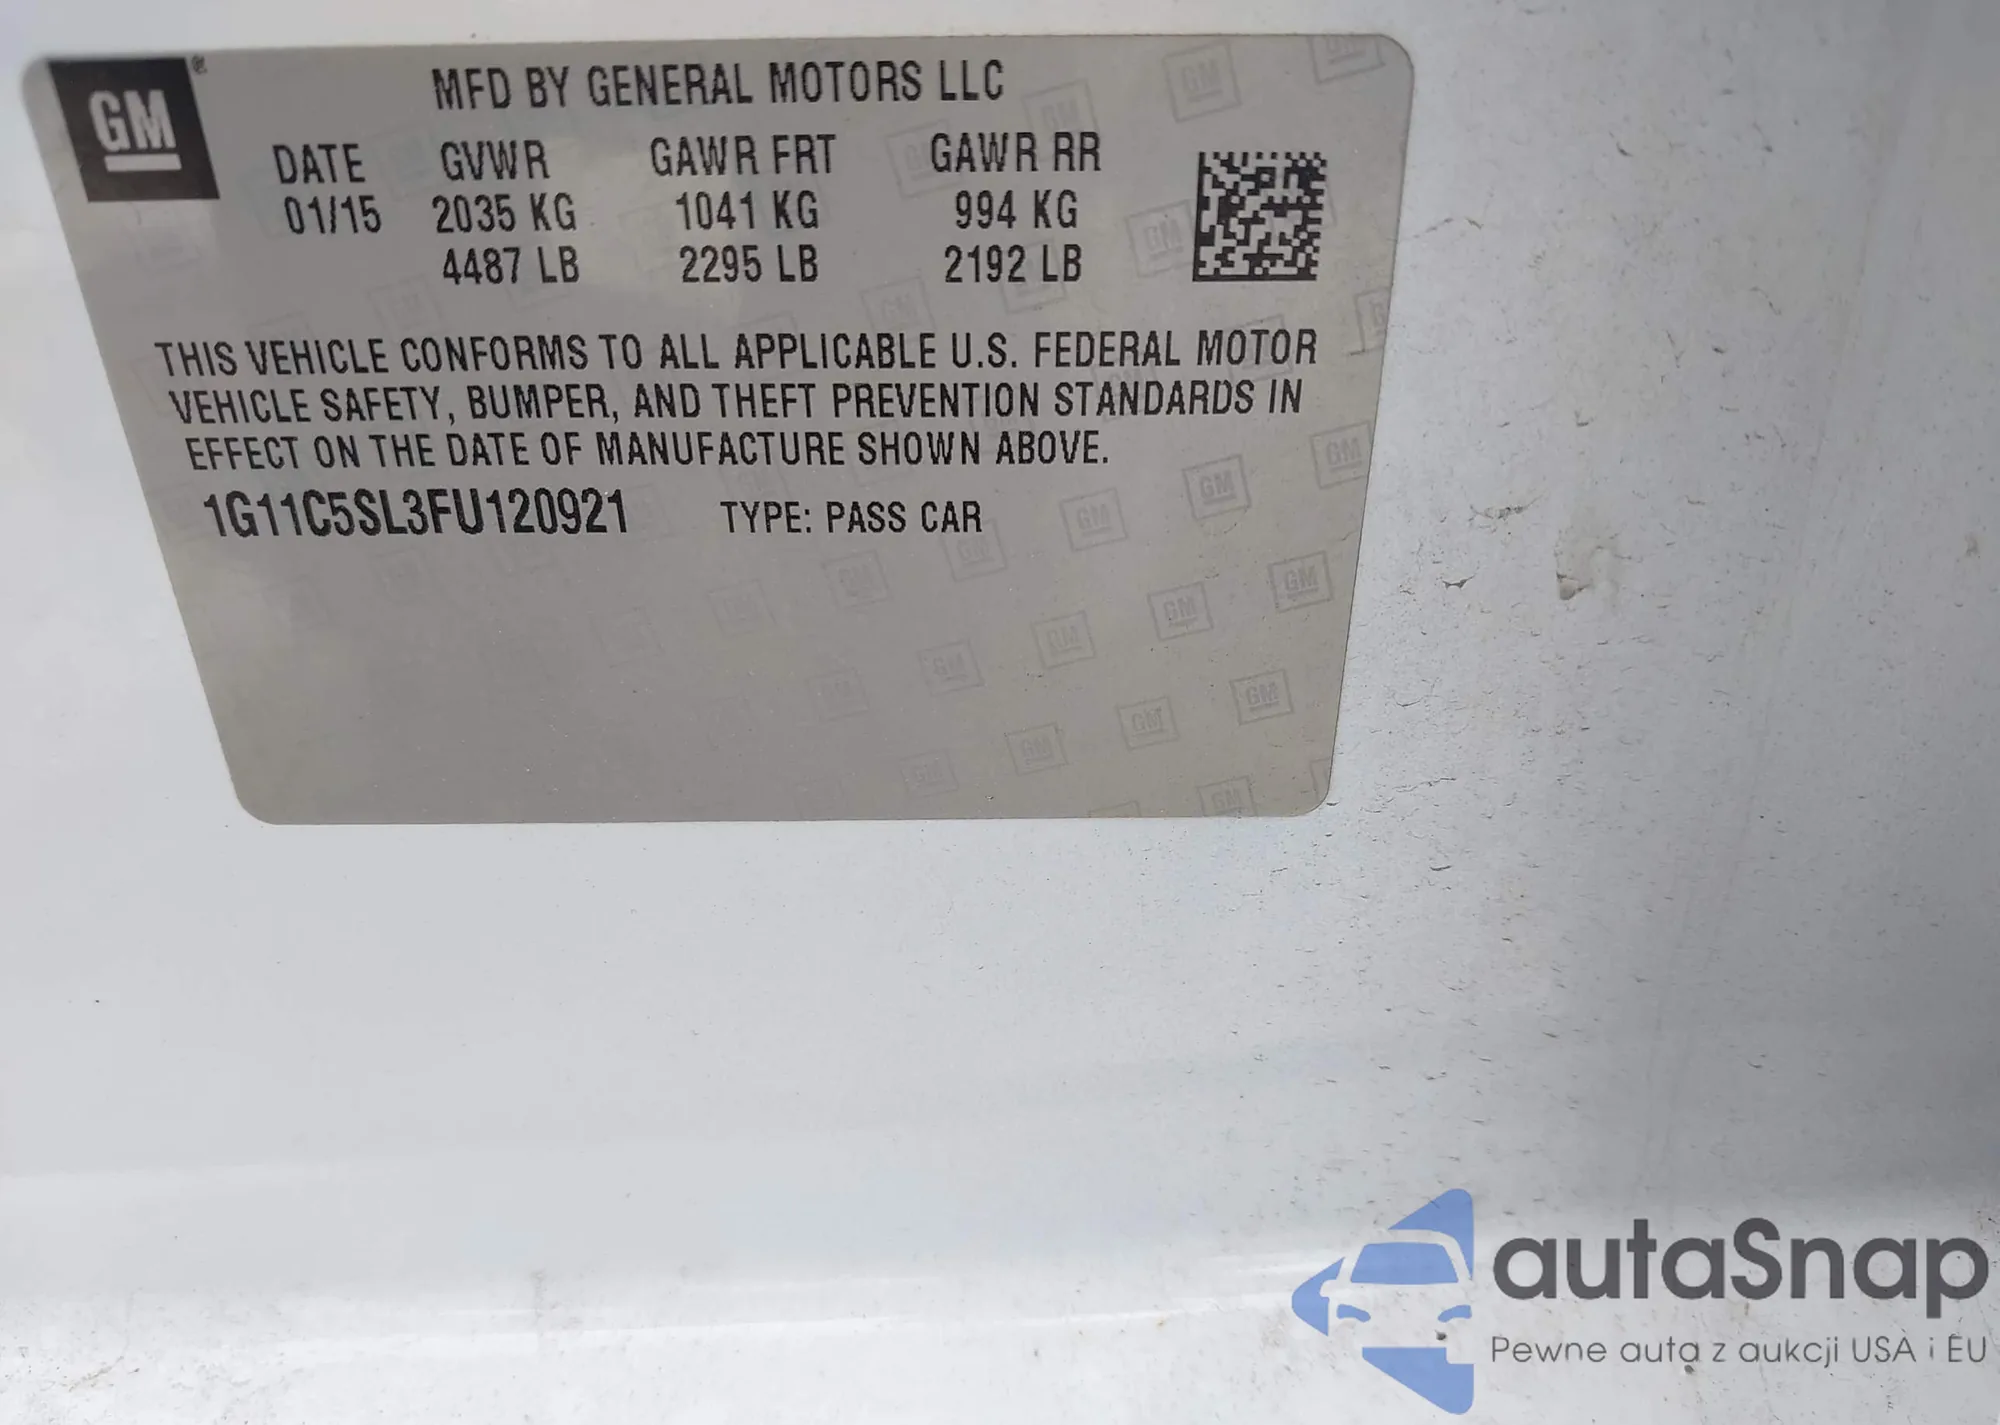 GM®
MFD BY GENERAL MOTORS LLC
DATE GVWR GAWR FRT GAWR RR
01/15 2035 KG 1041 KG 994 KG
4487 LB 2295 LB 2192 LB
THIS VEHICLE CONFORMS TO ALL APPLICABLE U.S. FEDERAL MOTOR
VEHICLE SAFETY, BUMPER, AND THEFT PREVENTION STANDARDS IN
EFFECT ON THE DATE OF MANUFACTURE SHOWN ABOVE.
1G11C5SL3FU120921 TYPE: PASS CAR
autaSnap
Pewne auta z aukcji USA i EU